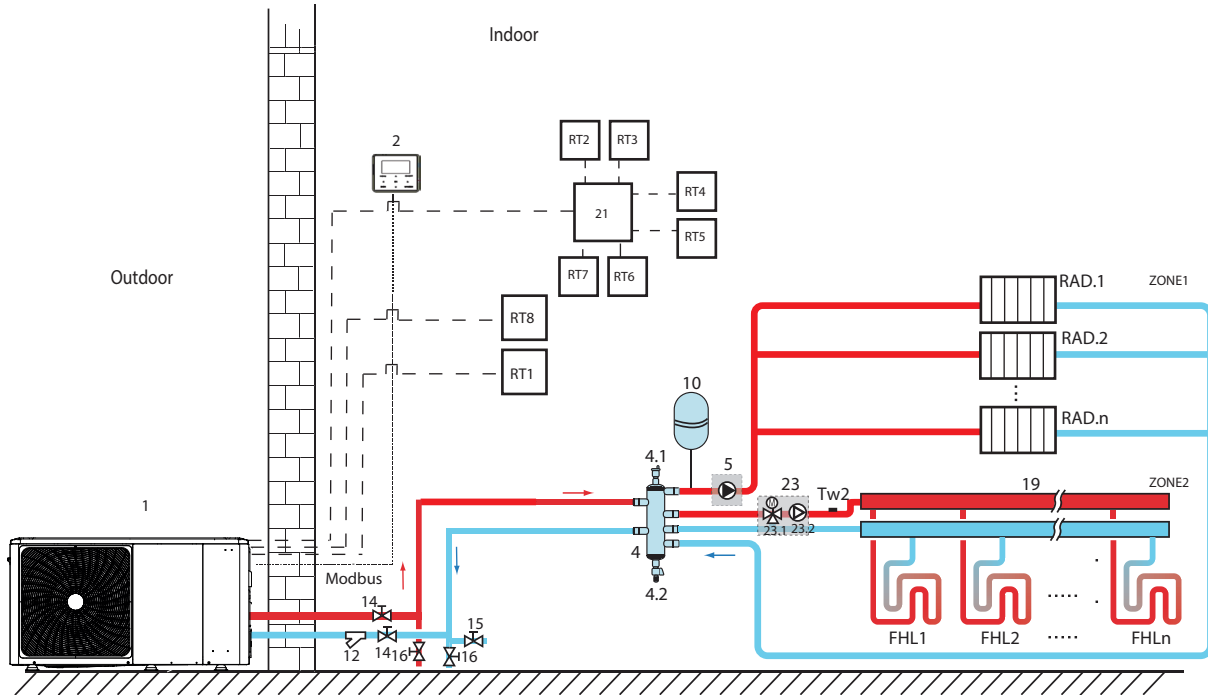 Indoor
2
RT2
RT3
RT4
21
RT5
RT7
RT6
Outdoor
RT8
RT1
RAD.1
ZONE1
RAD.2
RAD.n
10
4.1
5
23
Tw2
19
ZONE2
M
23.1
23.2
1
4
4.2
Modbus
14
15
12
14
16
16
FHL1
FHL2
FHLn